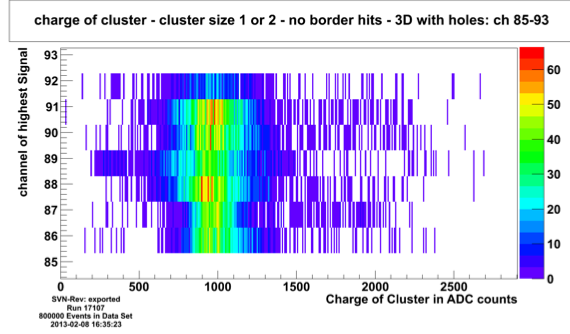 charge of cluster - cluster size 1 or 2 - no border hits - 3D with holes: ch 85-93
channel of highest Signal
93
92
91
90
89
88
87
86
85
0 500 1000 1500 2000 2500
Charge of Cluster in ADC counts
60
50
40
30
20
10
0
SVN-Rev: exported
Run 17107
800000 Events in Data Set
2013-02-08 16:35:23